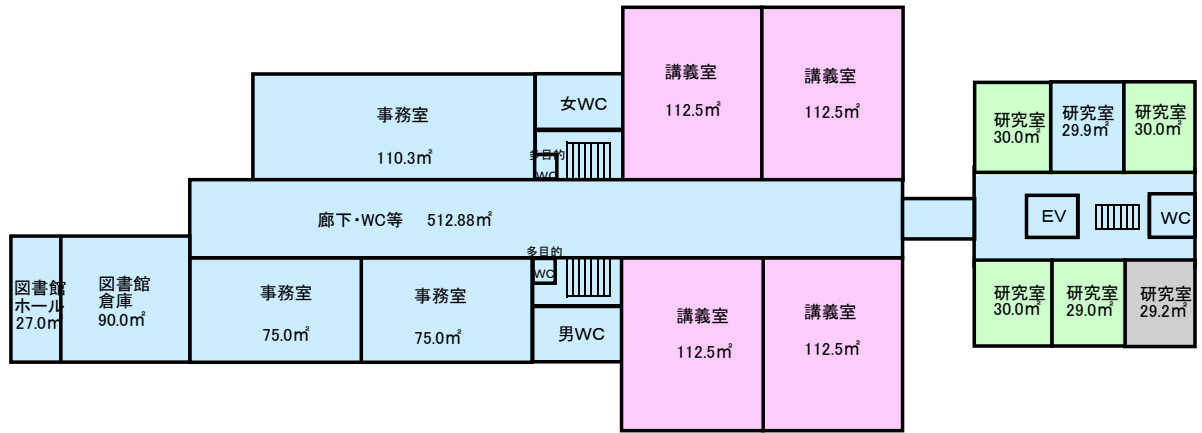 講義室
112.5㎡
講義室
112.5㎡
事務室
110.3㎡
女WC
多目的
WC
研究室
30.0㎡
研究室
29.9㎡
研究室
30.0㎡
廊下・WC等　512.88㎡
EV
WC
図書館
ホール
27.0㎡
図書館
倉庫
90.0㎡
事務室
75.0㎡
事務室
75.0㎡
多目的
WC
男WC
講義室
112.5㎡
講義室
112.5㎡
研究室
30.0㎡
研究室
29.0㎡
研究室
29.2㎡